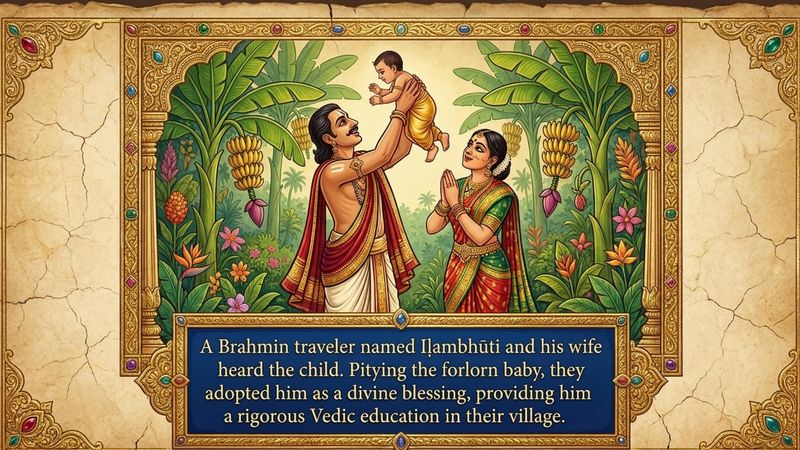 A Brahmin traveler named Iḷambhūti and his wife
heard the child. Pitying the forlorn baby, they
adopted him as a divine blessing, providing him
a rigorous Vedic education in their village.